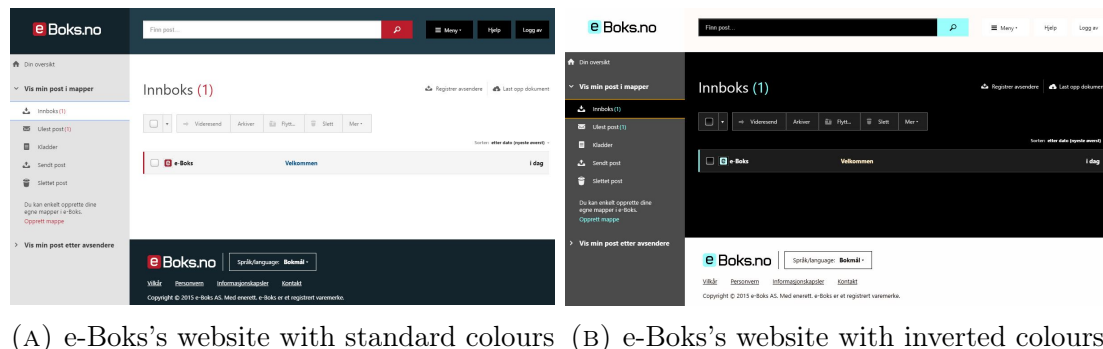 e Boks.no
Finn post...
Meny
Hjelp
Logg av
Din oversikt
Vis min post i mapper
Innboks (1)
Ulest post (1)
Kladder
Sendt post
Slettet post
Du kan enkelt opprette dine
egne mapper i e-Boks.
Opprett mappe
Vis min post etter avsendere
Innboks (1)
Registrer avsendere
Last opp dokument
Videresend Arkiver Flytt... Slett Mer
Sorter: etter dato (nyeste øverst)
e e-Boks Velkommen i dag
e Boks.no
Språk/language: Bokmål
Vilkår Personvern Informasjonskapsler Kontakt
Copyright © 2015 e-Boks AS. Med enerett. e-Boks er et registrert varemerke.
(A) e-Boks's website with standard colours
e Boks.no
Finn post...
Meny
Hjelp
Logg av
Din oversikt
Vis min post i mapper
Innboks (1)
Ulest post (1)
Kladder
Sendt post
Slettet post
Du kan enkelt opprette dine
egne mapper i e-Boks.
Opprett mappe
Vis min post etter avsendere
Innboks (1)
Registrer avsendere
Last opp dokumen
Videresend Arkiver Flytt... Slett Mer
Sorter: etter dato (nyeste øverst)
e e-Boks Velkommen i dag
e Boks.no
Språk/language: Bokmål
Vilkår Personvern Informasjonskapsler Kontakt
Copyright © 2015 e-Boks AS. Med enerett. e-Boks er et registrert varemerke.
(B) e-Boks's website with inverted colours